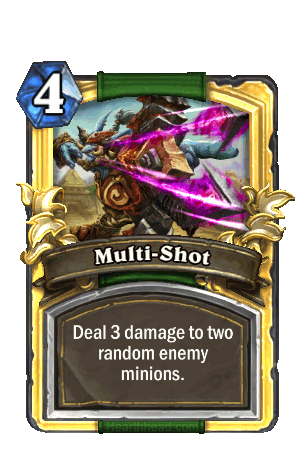 4
Multi-Shot
Deal 3 damage to two
random enemy
minions.